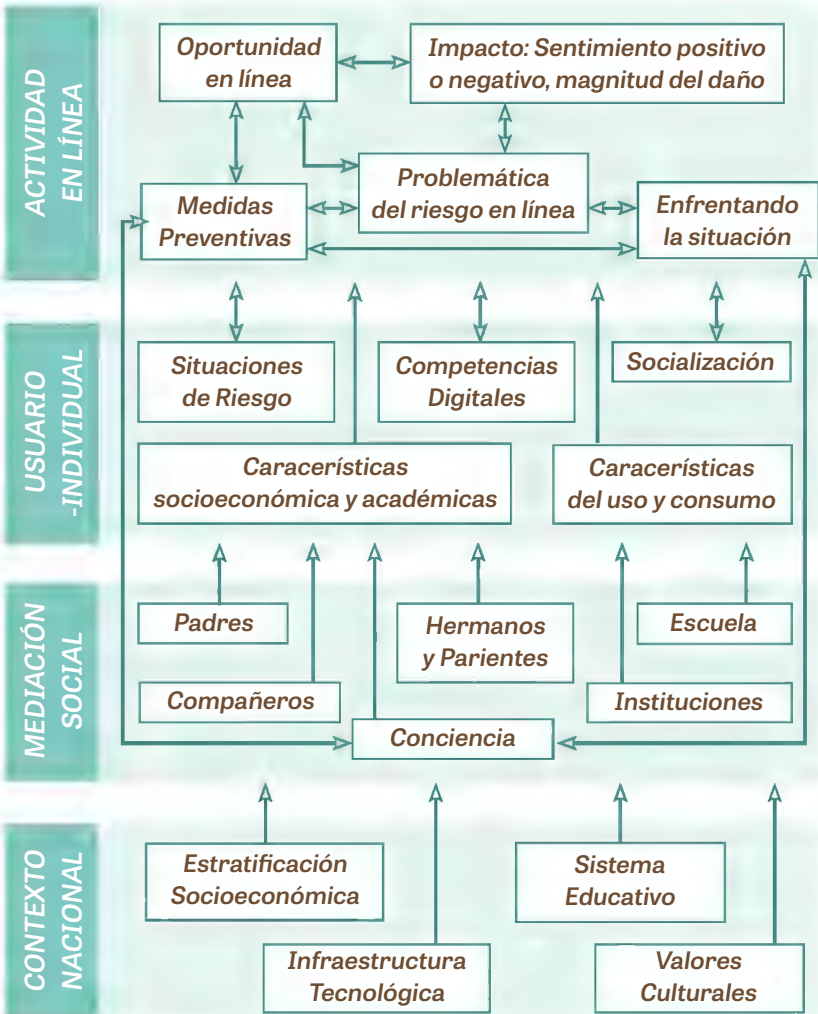 ACTIVIDAD
EN LÍNEA
Oportunidad
en línea
Impacto: Sentimiento positivo
o negativo, magnitud del daño
Medidas
Preventivas
Problemática
del riesgo en línea
Enfrentando
la situación
USUARIO
-INDIVIDUAL
Situaciones
de Riesgo
Competencias
Digitales
Socialización
Caracerísticas
socioeconómica y académicas
Caracerísticas
del uso y consumo
MEDIACIÓN
SOCIAL
Padres
Hermanos
y Parientes
Escuela
Compañeros
Instituciones
Conciencia
CONTEXTO
NACIONAL
Estratificación
Socioeconómica
Sistema
Educativo
Infraestructura
Tecnológica
Valores
Culturales